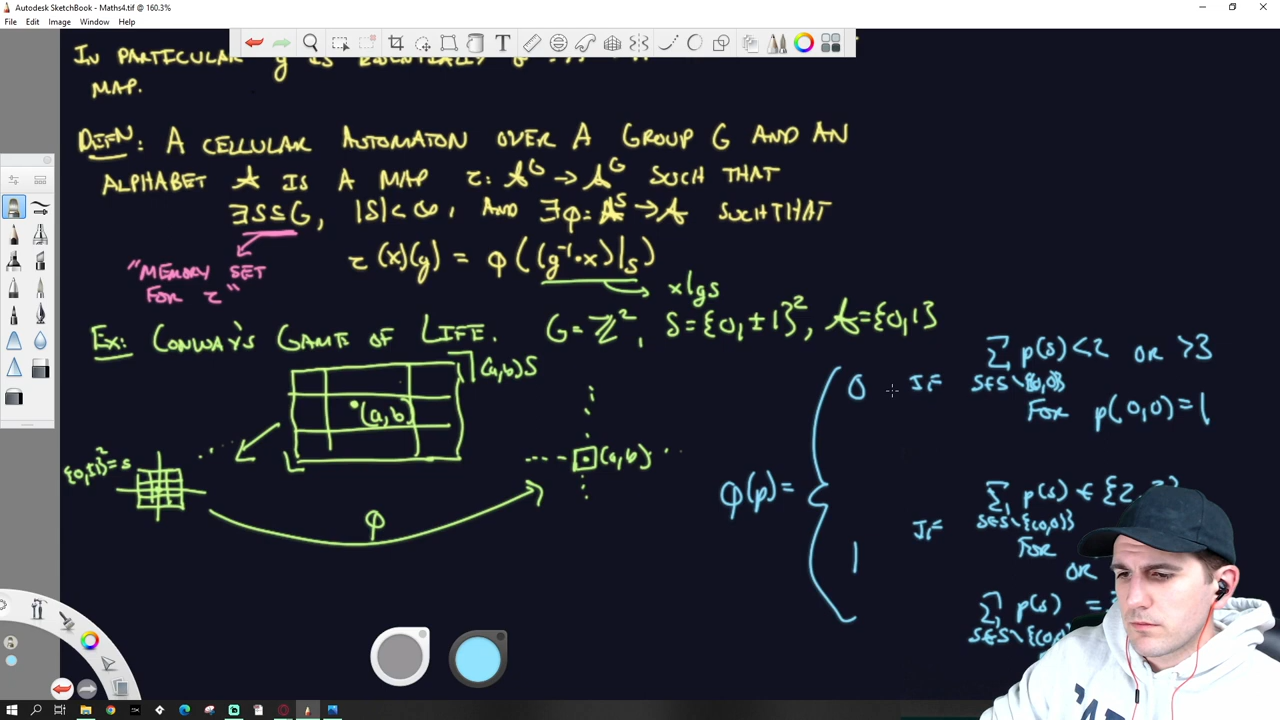 Autodesk SketchBook - Maths4.tif @ 160.3%
File Edit Image Window Help
IN PARTICULAR
MAP.
DEFN: A CELLULAR AUTOMATON OVER A GROUP G AND AN
ALPHABET A IS A MAP τ: A^G → A^G SUCH THAT
∃S⊆G, |S|<∞, AND ∃φ: A^S → A SUCH THAT
τ(x)(g) = φ((g⁻¹·x)|s)
"MEMORY SET
FOR τ"
x|gs
EX: CONWAY'S GAME OF LIFE. G=ℤ², S={0,±1}², A={0,1}
(a,b)S
(a,b)
{0,±1}²=S
(a,b)
φ
φ(p)=
0 IF Σ p(s)<2 OR >3
s∈S\{(0,0)}
FOR p(0,0)=1
1 IF Σ p(s) ∈ {2,
s∈S\{(0,0)}
FOR
OR
Σ p(s) =
s∈S\{(0,0)